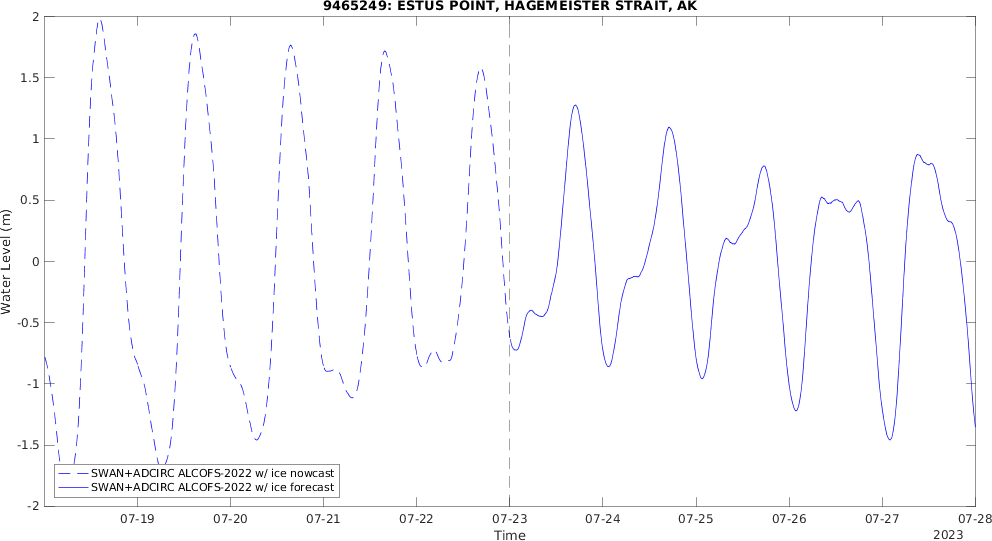 9465249: ESTUS POINT, HAGEMEISTER STRAIT, AK
2
1.5
1
0.5
0
-0.5
-1
-1.5
-2
Water Level (m)
SWAN+ADCIRC ALCOFS-2022 w/ ice nowcast
SWAN+ADCIRC ALCOFS-2022 w/ ice forecast
07-19 07-20 07-21 07-22 07-23 07-24 07-25 07-26 07-27 07-28
Time
2023